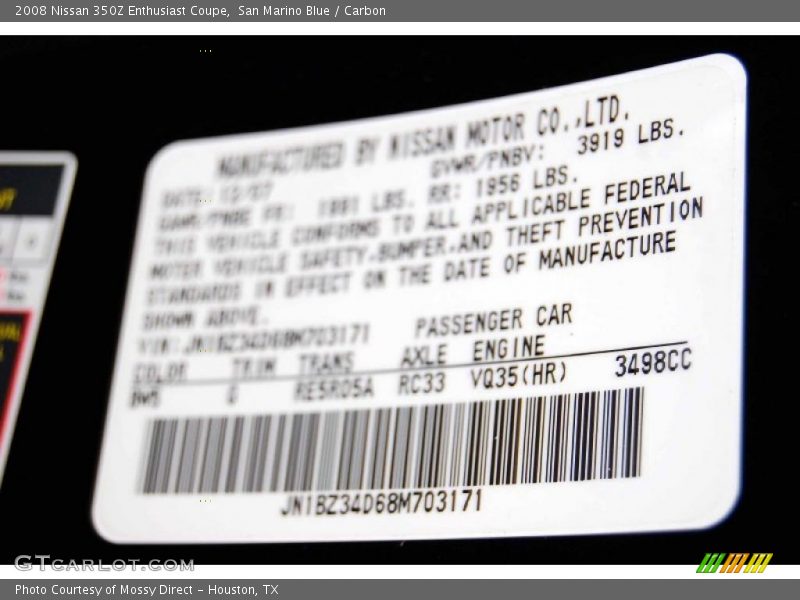 2008 Nissan 350Z Enthusiast Coupe,  San Marino Blue / Carbon
MANUFACTURED BY NISSAN MOTOR CO.,LTD.
DATE: 12/07 GVWR/PNBV: 3919 LBS.
GAWR/PNBE FR: 1981 LBS. RR: 1956 LBS.
THIS VEHICLE CONFORMS TO ALL APPLICABLE FEDERAL
MOTOR VEHICLE SAFETY,BUMPER,AND THEFT PREVENTION
STANDARDS IN EFFECT ON THE DATE OF MANUFACTURE
SHOWN ABOVE.
VIN:JN1BZ34D68M703171 PASSENGER CAR
COLOR TRIM TRANS AXLE ENGINE
G RE5R05A RC33 VQ35(HR) 3498CC
JN1BZ34D68M703171
GTCARLOT.COM
Photo Courtesy of Mossy Direct - Houston, TX